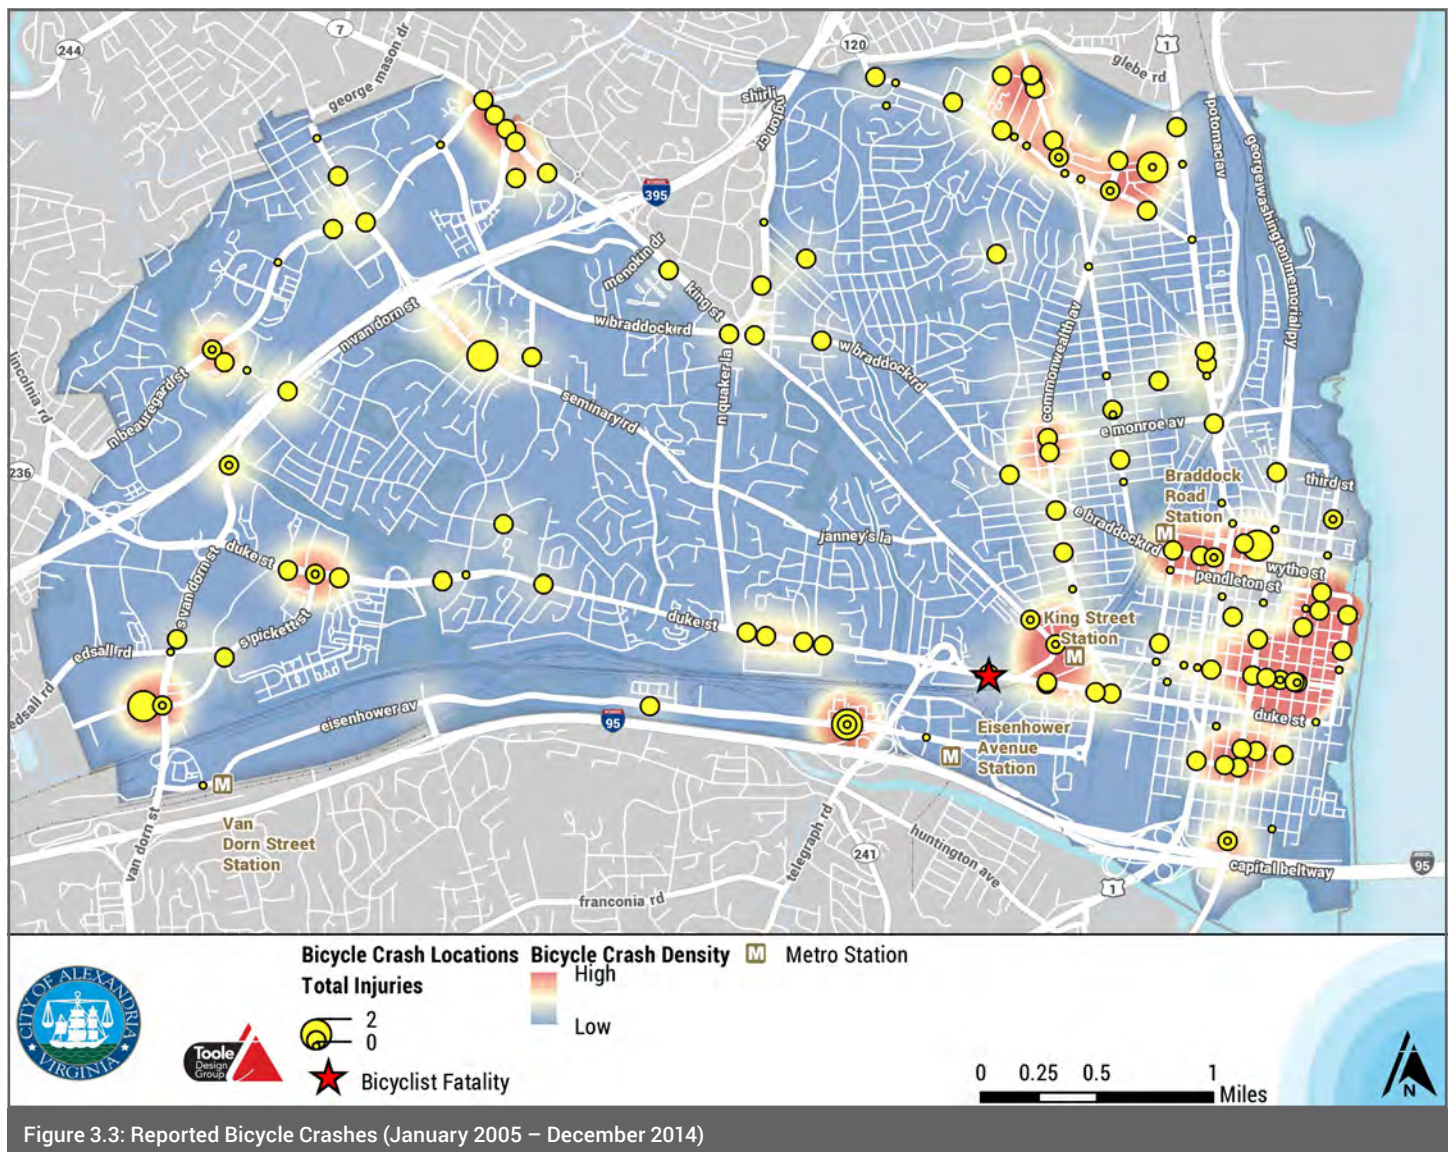 244
7
george mason dr
120
1
glebe rd
shirlington cr
potomac av
george washington memorial py
395
menokin dr
king st
n van dorn st
w braddock rd
w braddock rd
n quaker la
commonwealth av
lincolnia rd
n beauregard st
seminary rd
e monroe av
236
Braddock
Road
Station
M
third st
e braddock rd
janney's la
wythe st
pendleton st
duke st
s van dorn st
s pickett st
duke st
King Street
Station
M
edsall rd
edsall rd
eisenhower av
95
duke st
Eisenhower
Avenue
Station
M
M
Van
Dorn Street
Station
van dorn st
telegraph rd
241
huntington ave
1
capital beltway
95
franconia rd
CITY OF ALEXANDRIA
VIRGINIA
Toole
Design
Group
Bicycle Crash Locations
Total Injuries
2
0
Bicyclist Fatality
Bicycle Crash Density
High
Low
M Metro Station
0 0.25 0.5 1
Miles
N
Figure 3.3: Reported Bicycle Crashes (January 2005 – December 2014)